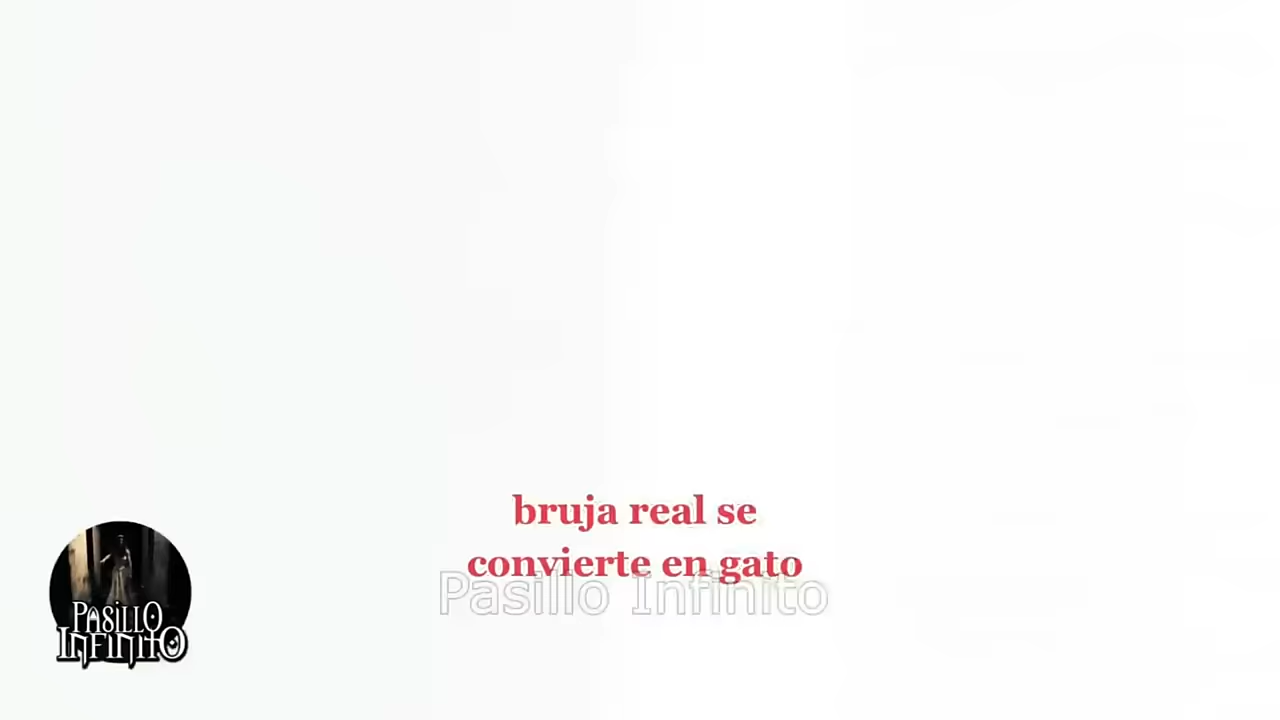 bruja real se
convierte en gato
Pasillo Infinito
PASILLO
INFINITO